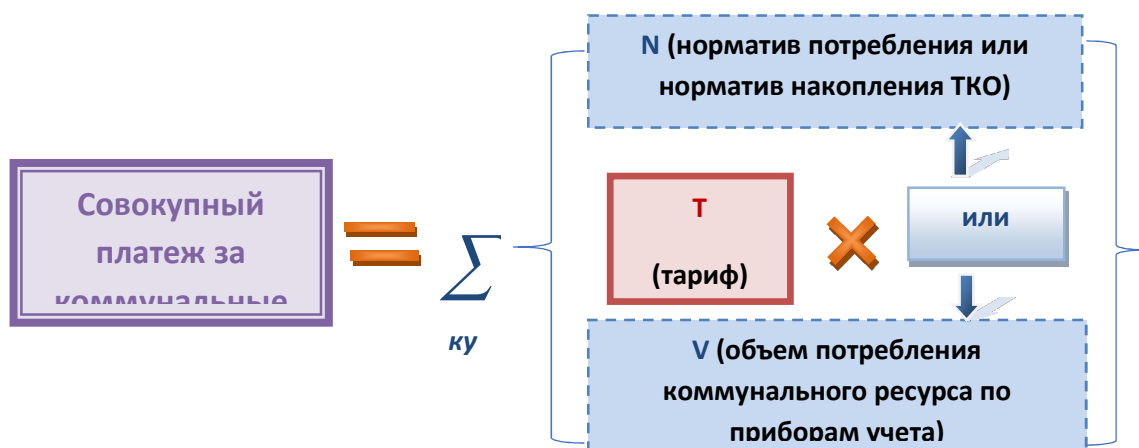 Совокупный
платеж за
коммунальные
=
∑
ку
N (норматив потребления или
норматив накопления ТКО)
Т
(тариф)
×
или
V (объем потребления
коммунального ресурса по
приборам учета)